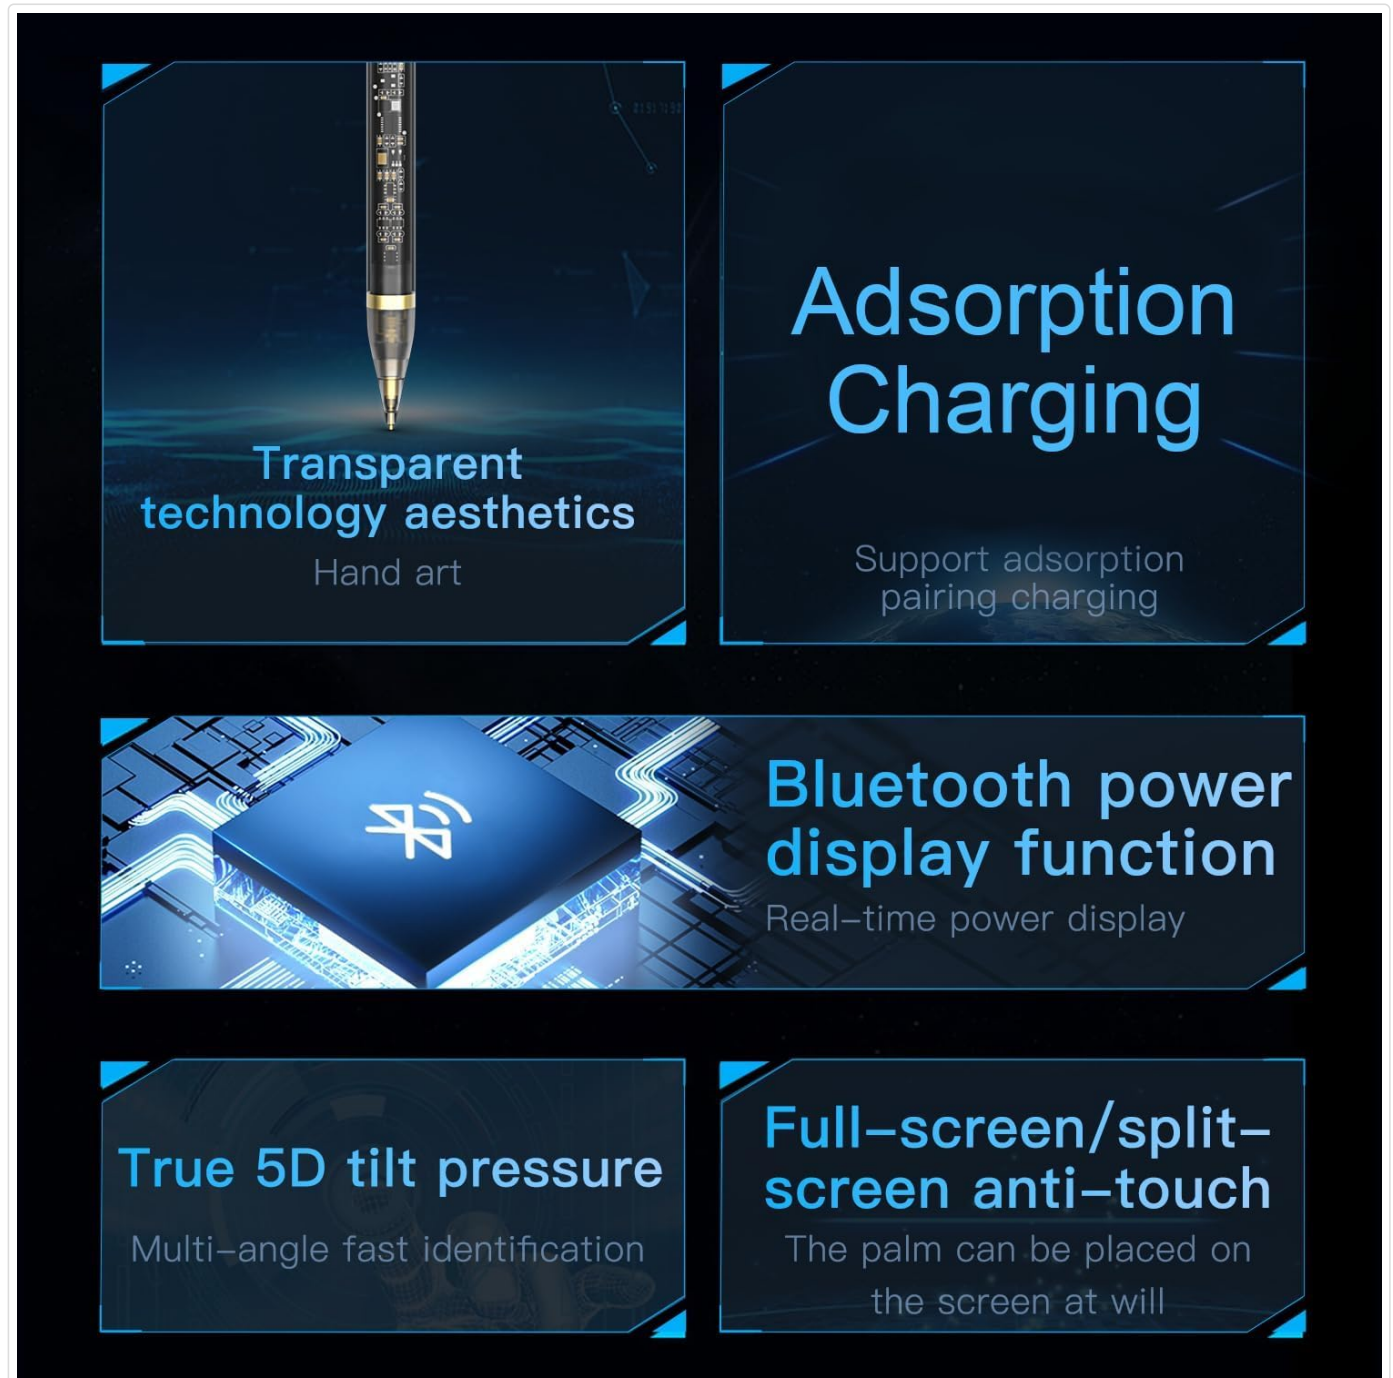 Transparent
technology aesthetics
Hand art
Adsorption
Charging
Support adsorption
pairing charging
Bluetooth power
display function
Real-time power display
True 5D tilt pressure
Multi-angle fast identification
Full-screen/split-
screen anti-touch
The palm can be placed on
the screen at will